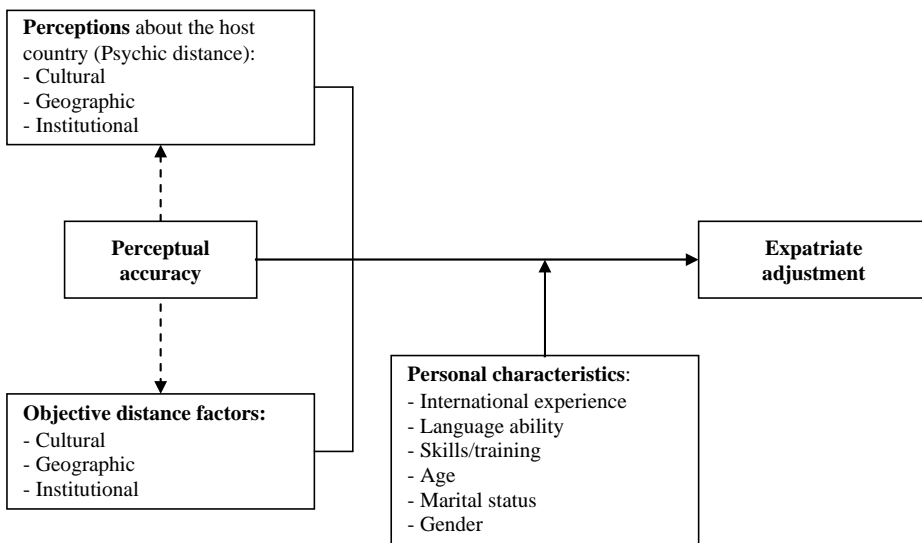 Perceptions about the host
country (Psychic distance):
- Cultural
- Geographic
- Institutional
Perceptual
accuracy
Expatriate
adjustment
Objective distance factors:
- Cultural
- Geographic
- Institutional
Personal characteristics:
- International experience
- Language ability
- Skills/training
- Age
- Marital status
- Gender